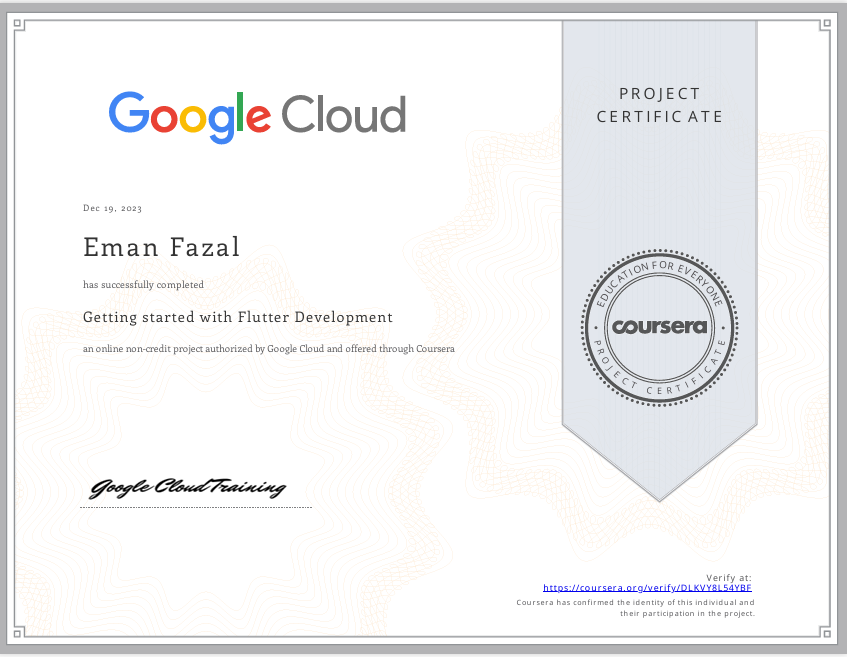 Google Cloud
PROJECT
CERTIFICATE
Dec 19, 2023
Eman Fazal
has successfully completed
Getting started with Flutter Development
an online non-credit project authorized by Google Cloud and offered through Coursera
EDUCATION FOR EVERYONE
coursera
PROJECT CERTIFICATE
Google Cloud Training
Verify at:
https://coursera.org/verify/DLKVY8L54YBF
Coursera has confirmed the identity of this individual and
their participation in the project.